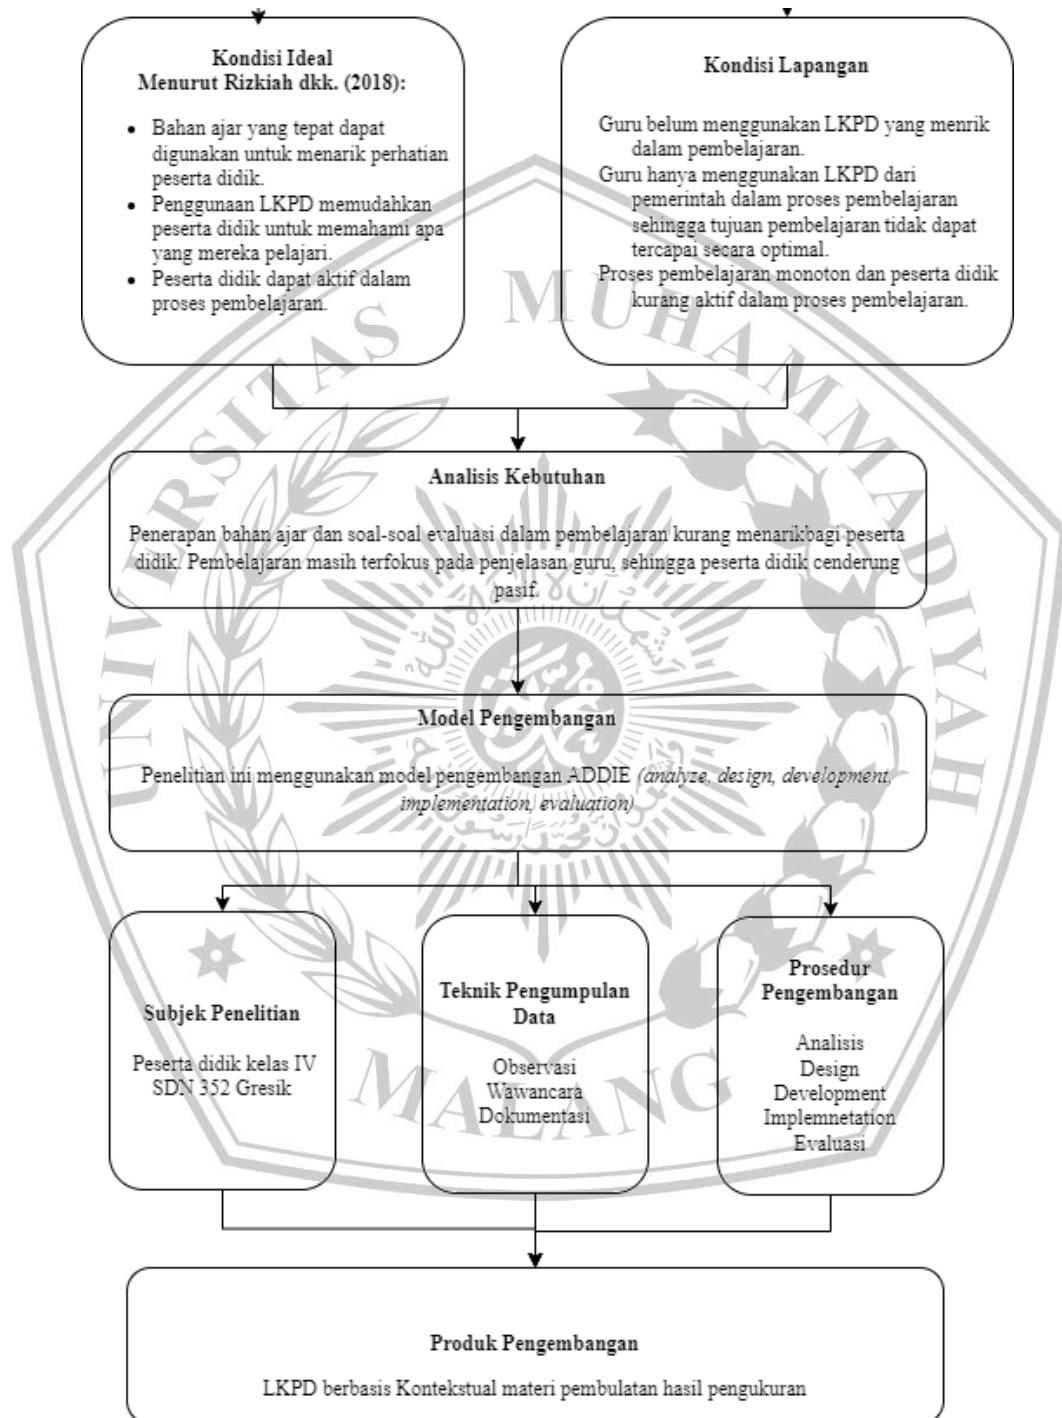 Kondisi Ideal
Menurut Rizkiah dkk. (2018):
• Bahan ajar yang tepat dapat
digunakan untuk menarik perhatian
peserta didik.
• Penggunaan LKPD memudahkan
peserta didik untuk memahami apa
yang mereka pelajari.
• Peserta didik dapat aktif dalam
proses pembelajaran.
Kondisi Lapangan
Guru belum menggunakan LKPD yang menrik
dalam pembelajaran.
Guru hanya menggunakan LKPD dari
pemerintah dalam proses pembelajaran
sehingga tujuan pembelajaran tidak dapat
tercapai secara optimal.
Proses pembelajaran monoton dan peserta didik
kurang aktif dalam proses pembelajaran.
UNIVERSITAS MUHAMMADIYAH
MALANG
Analisis Kebutuhan
Penerapan bahan ajar dan soal-soal evaluasi dalam pembelajaran kurang menarikbagi peserta
didik. Pembelajaran masih terfokus pada penjelasan guru, sehingga peserta didik cenderung
pasif.
Model Pengembangan
Penelitian ini menggunakan model pengembangan ADDIE (analyze, design, development,
implementation, evaluation)
Subjek Penelitian
Peserta didik kelas IV
SDN 352 Gresik
Teknik Pengumpulan
Data
Observasi
Wawancara
Dokumentasi
Prosedur
Pengembangan
Analisis
Design
Development
Implemnetation
Evaluasi
Produk Pengembangan
LKPD berbasis Kontekstual materi pembulatan hasil pengukuran